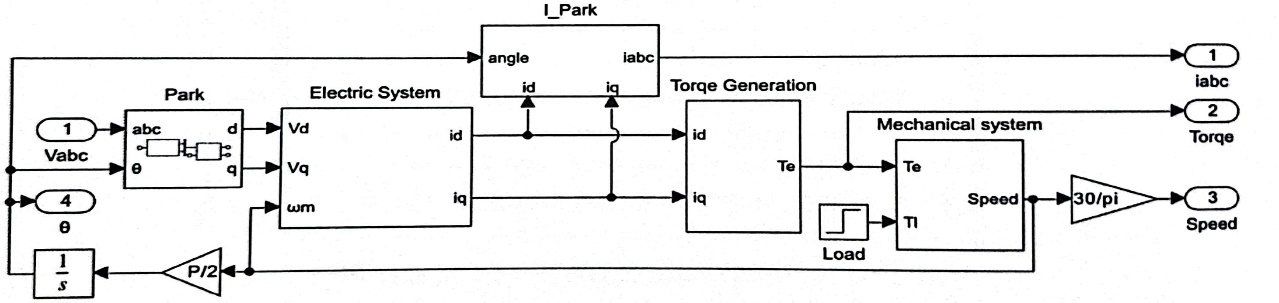 I_Park
angle
iabc
id
iq
1
iabc
Park
abc
θ
d
q
1
Vabc
4
θ
Electric System
Vd
Vq
ωm
id
iq
Torqe Generation
id
iq
Te
2
Torqe
Mechanical system
Te
Tl
Speed
Load
30/pi
3
Speed
P/2
1
s